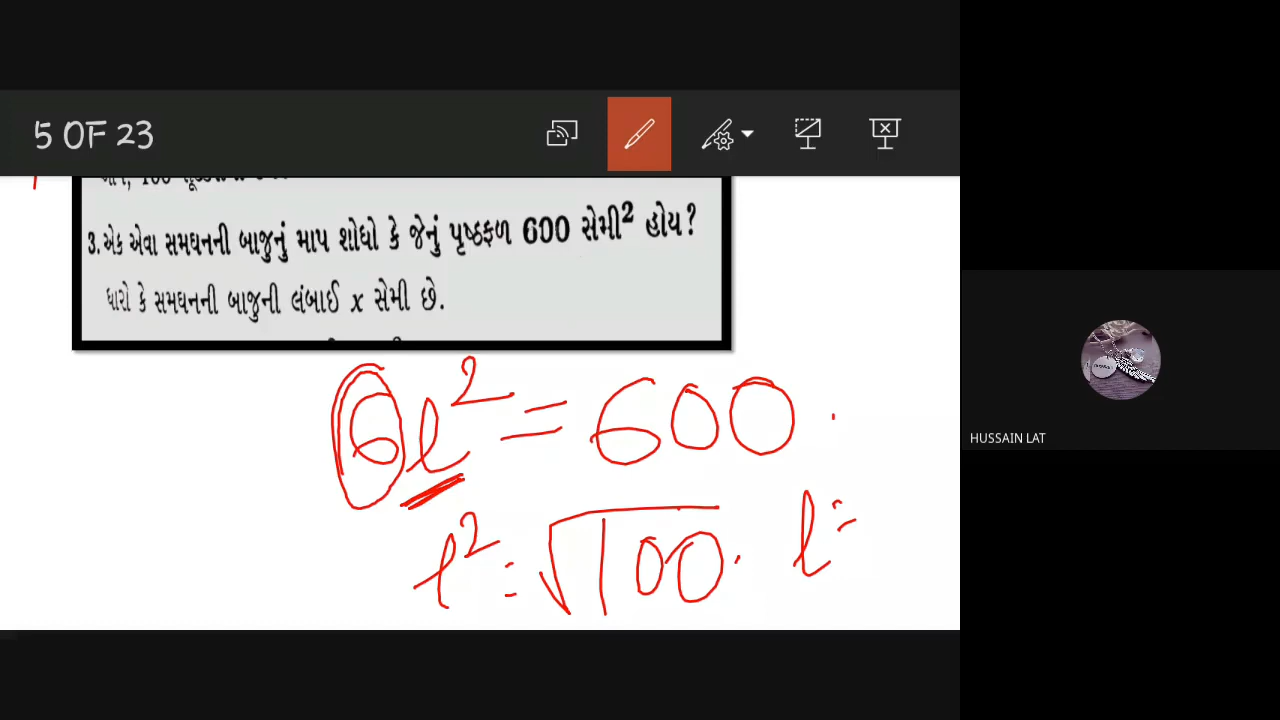 5 OF 23
3. એક એવા સમઘનની બાજુનું માપ શોધો કે જેનું પૃષ્ઠફળ 600 સેમી² હોય?
ધારો કે સમઘનની બાજુની લંબાઈ x સેમી છે.
6l² = 600.
l² = √100. l =
HUSSAIN LAT